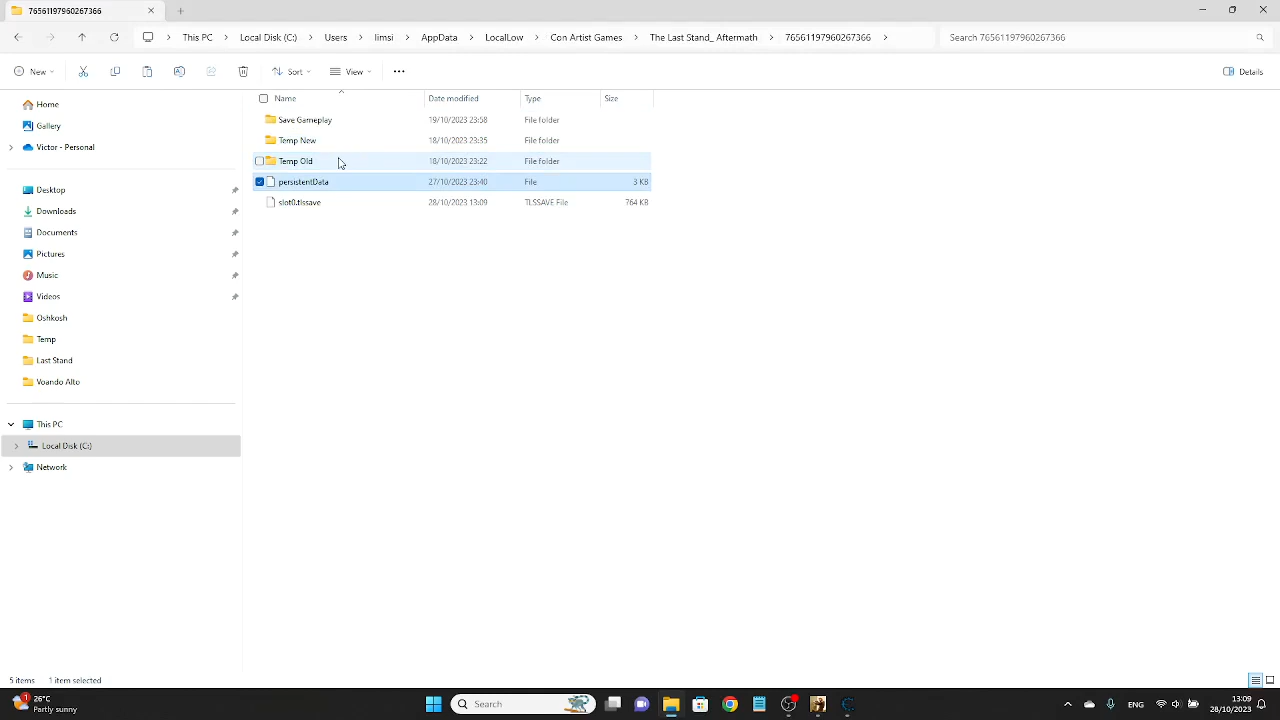 76561197960267366
This PC
Local Disk (C:)
Users
limsi
AppData
LocalLow
Con Artist Games
The Last Stand_ Aftermath
76561197960267366
Search 76561197960267366
New
Sort
View
Details
Name
Date modified
Type
Size
Save Gameplay
19/10/2023 23:58
File folder
Temp New
18/10/2023 23:35
File folder
Temp Old
18/10/2023 23:22
File folder
persistentData
27/10/2023 23:40
File
3 KB
slot0.tlssave
28/10/2023 13:09
TLSSAVE File
764 KB
Home
Gallery
Victor - Personal
Desktop
Downloads
Documents
Pictures
Music
Videos
Oshkosh
Temp
Last Stand
Voando Alto
This PC
Local Disk (C:)
Network
5 items
1 item selected
1
26°C
Partly sunny
Search
ENG
13:09
28/10/2023